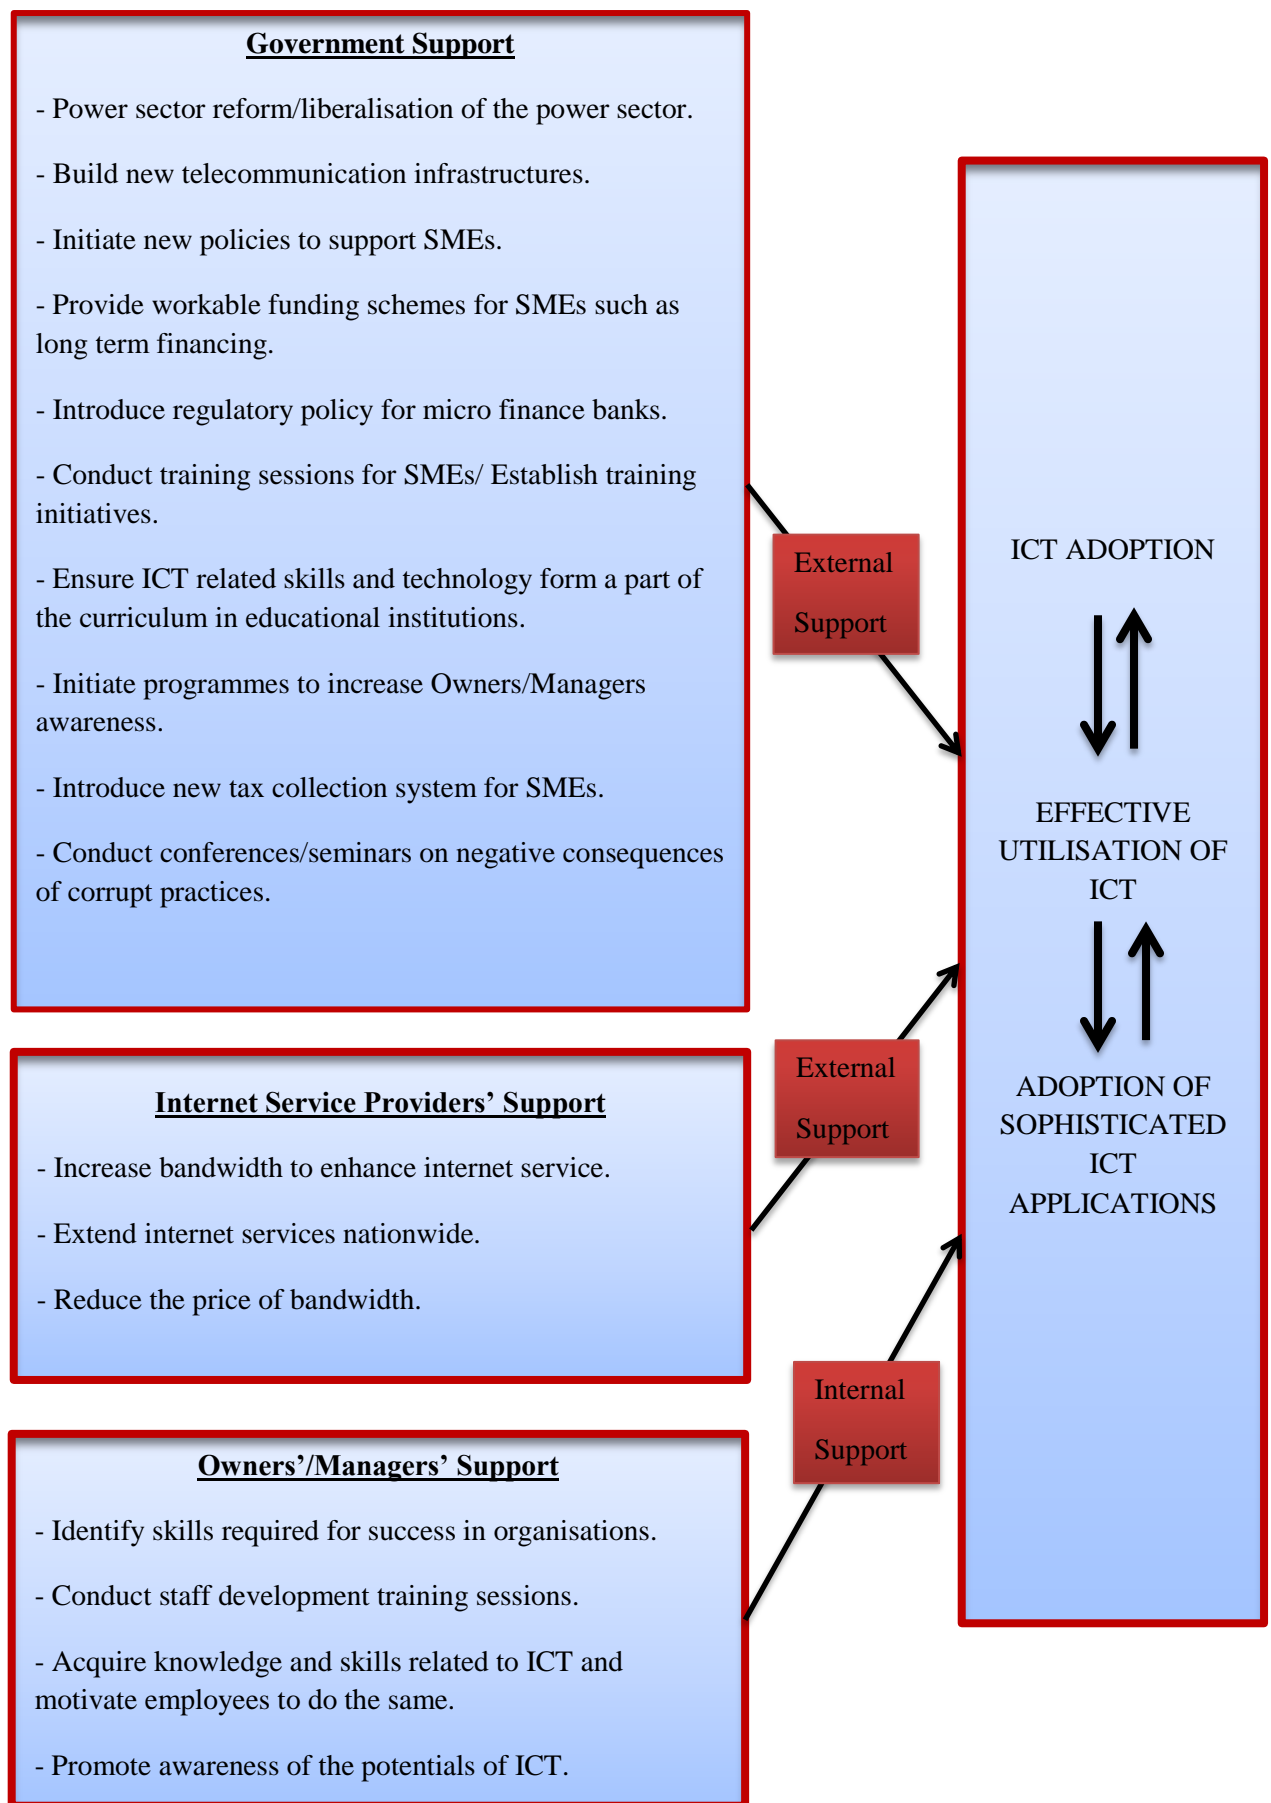 Government Support
- Power sector reform/liberalisation of the power sector.
- Build new telecommunication infrastructures.
- Initiate new policies to support SMEs.
- Provide workable funding schemes for SMEs such as
long term financing.
- Introduce regulatory policy for micro finance banks.
- Conduct training sessions for SMEs/ Establish training
initiatives.
- Ensure ICT related skills and technology form a part of
the curriculum in educational institutions.
- Initiate programmes to increase Owners/Managers
awareness.
- Introduce new tax collection system for SMEs.
- Conduct conferences/seminars on negative consequences
of corrupt practices.
External
Support
Internet Service Providers’ Support
- Increase bandwidth to enhance internet service.
- Extend internet services nationwide.
- Reduce the price of bandwidth.
External
Support
Owners’/Managers’ Support
- Identify skills required for success in organisations.
- Conduct staff development training sessions.
- Acquire knowledge and skills related to ICT and
motivate employees to do the same.
- Promote awareness of the potentials of ICT.
Internal
Support
ICT ADOPTION
EFFECTIVE
UTILISATION OF
ICT
ADOPTION OF
SOPHISTICATED
ICT
APPLICATIONS